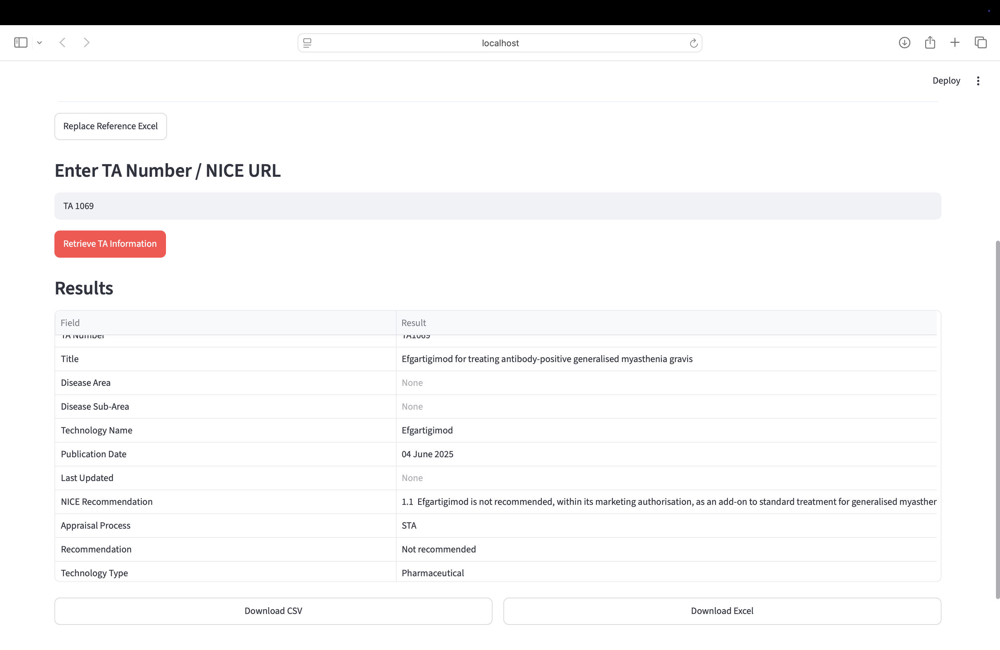 localhost
Deploy
Replace Reference Excel
Enter TA Number / NICE URL
TA 1069
Retrieve TA Information
Results
Field Result
TA Number TA1069
Title Efgartigimod for treating antibody-positive generalised myasthenia gravis
Disease Area None
Disease Sub-Area None
Technology Name Efgartigimod
Publication Date 04 June 2025
Last Updated None
NICE Recommendation 1.1 Efgartigimod is not recommended, within its marketing authorisation, as an add-on to standard treatment for generalised myasther
Appraisal Process STA
Recommendation Not recommended
Technology Type Pharmaceutical
Download CSV Download Excel